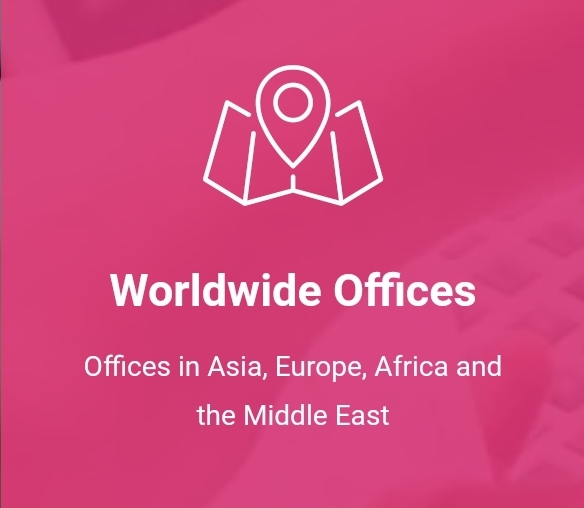 Worldwide Offices
Offices in Asia, Europe, Africa and
the Middle East